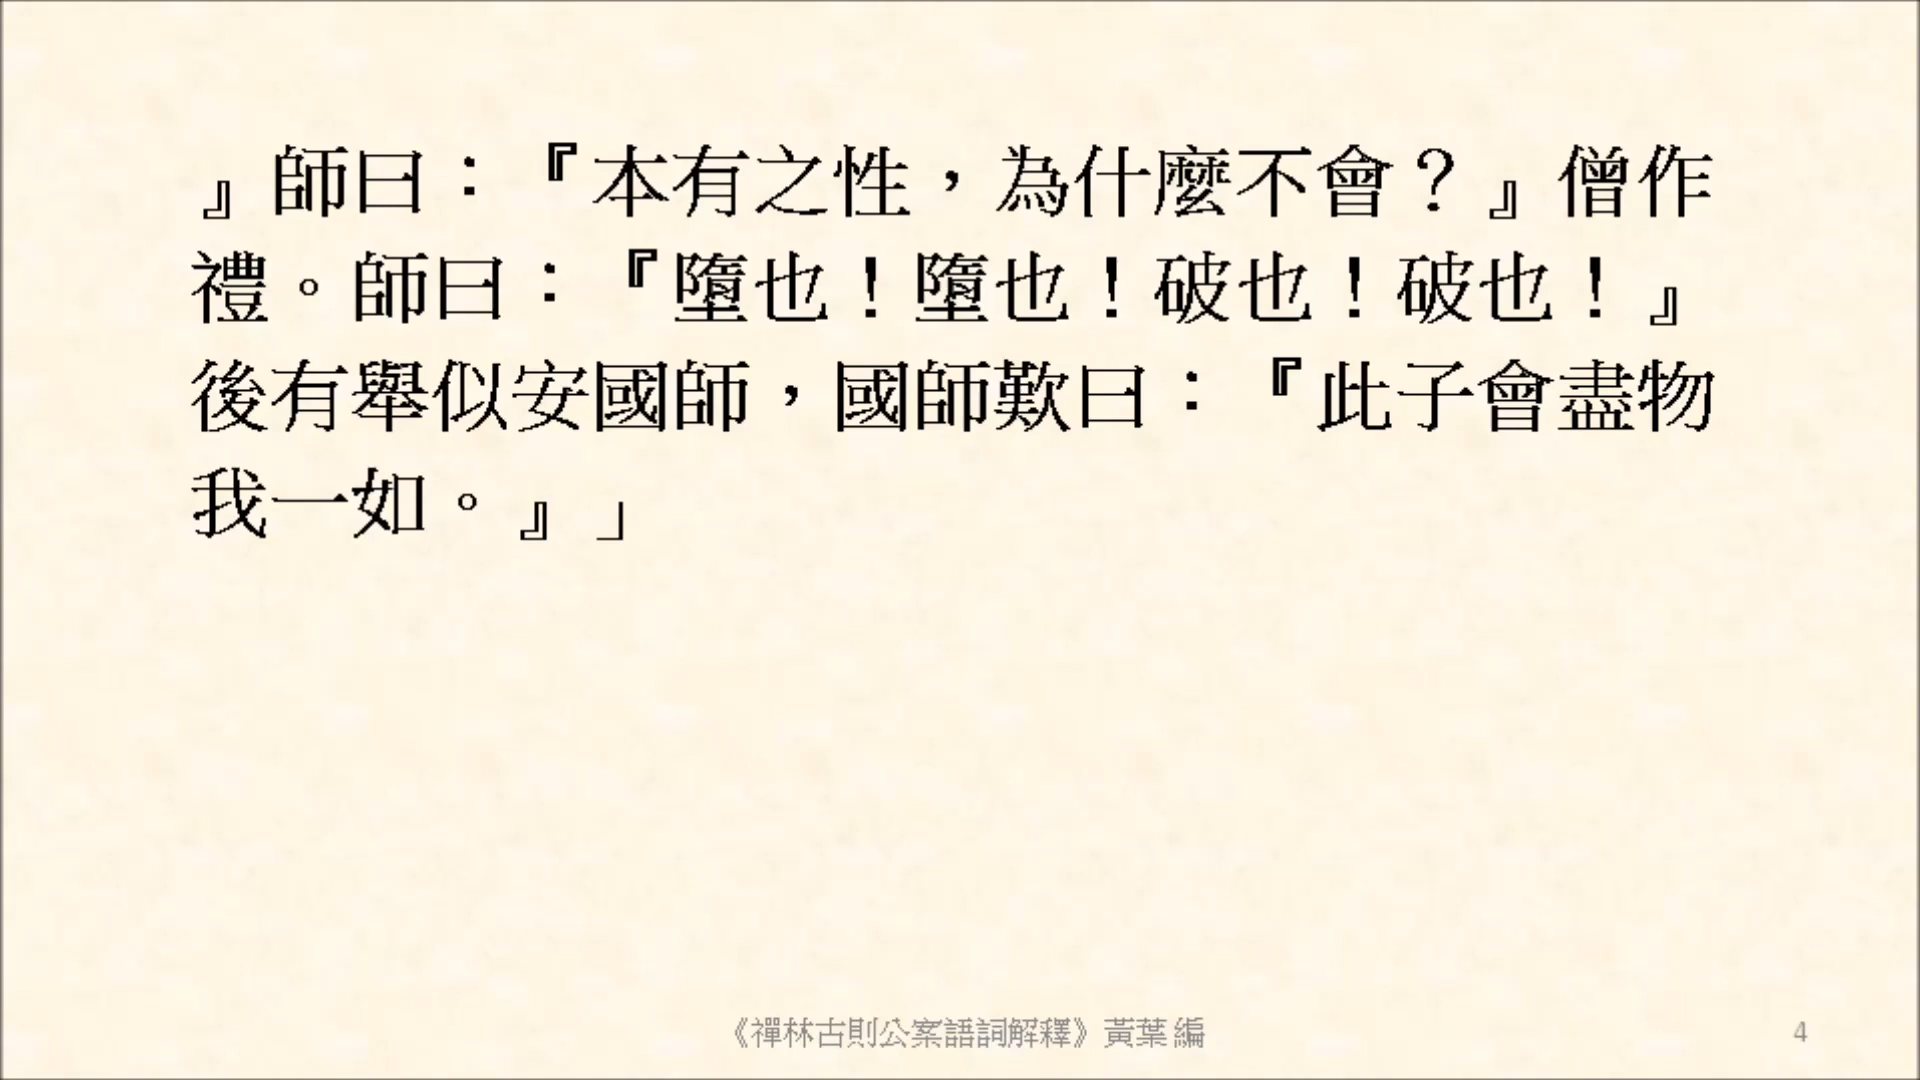 』師曰：『本有之性，為什麼不會？』僧作
禮。師曰：『墮也！墮也！破也！破也！』
後有舉似安國師，國師歎曰：『此子會盡物
我一如。』」
《禪林古則公案語詞解釋》黃葉 編
4